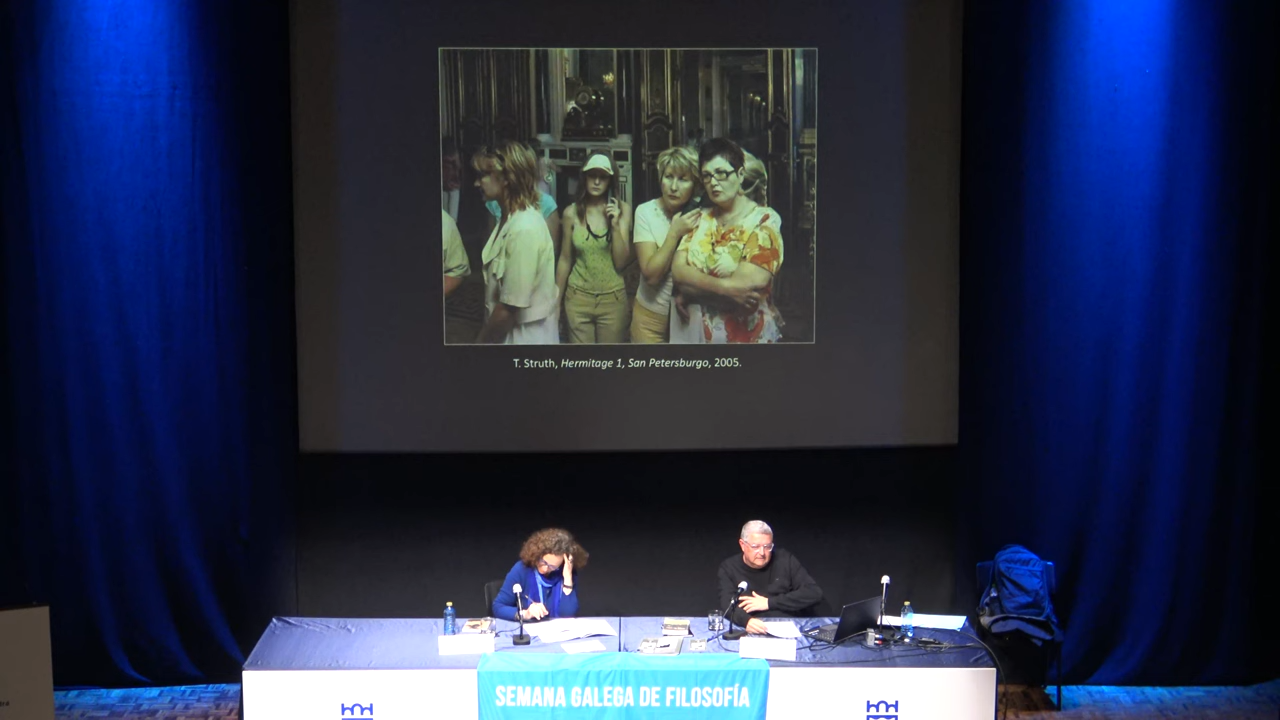 T. Struth, Hermitage 1, San Petersburgo, 2005.
SEMANA GALEGA DE FILOSOFÍA